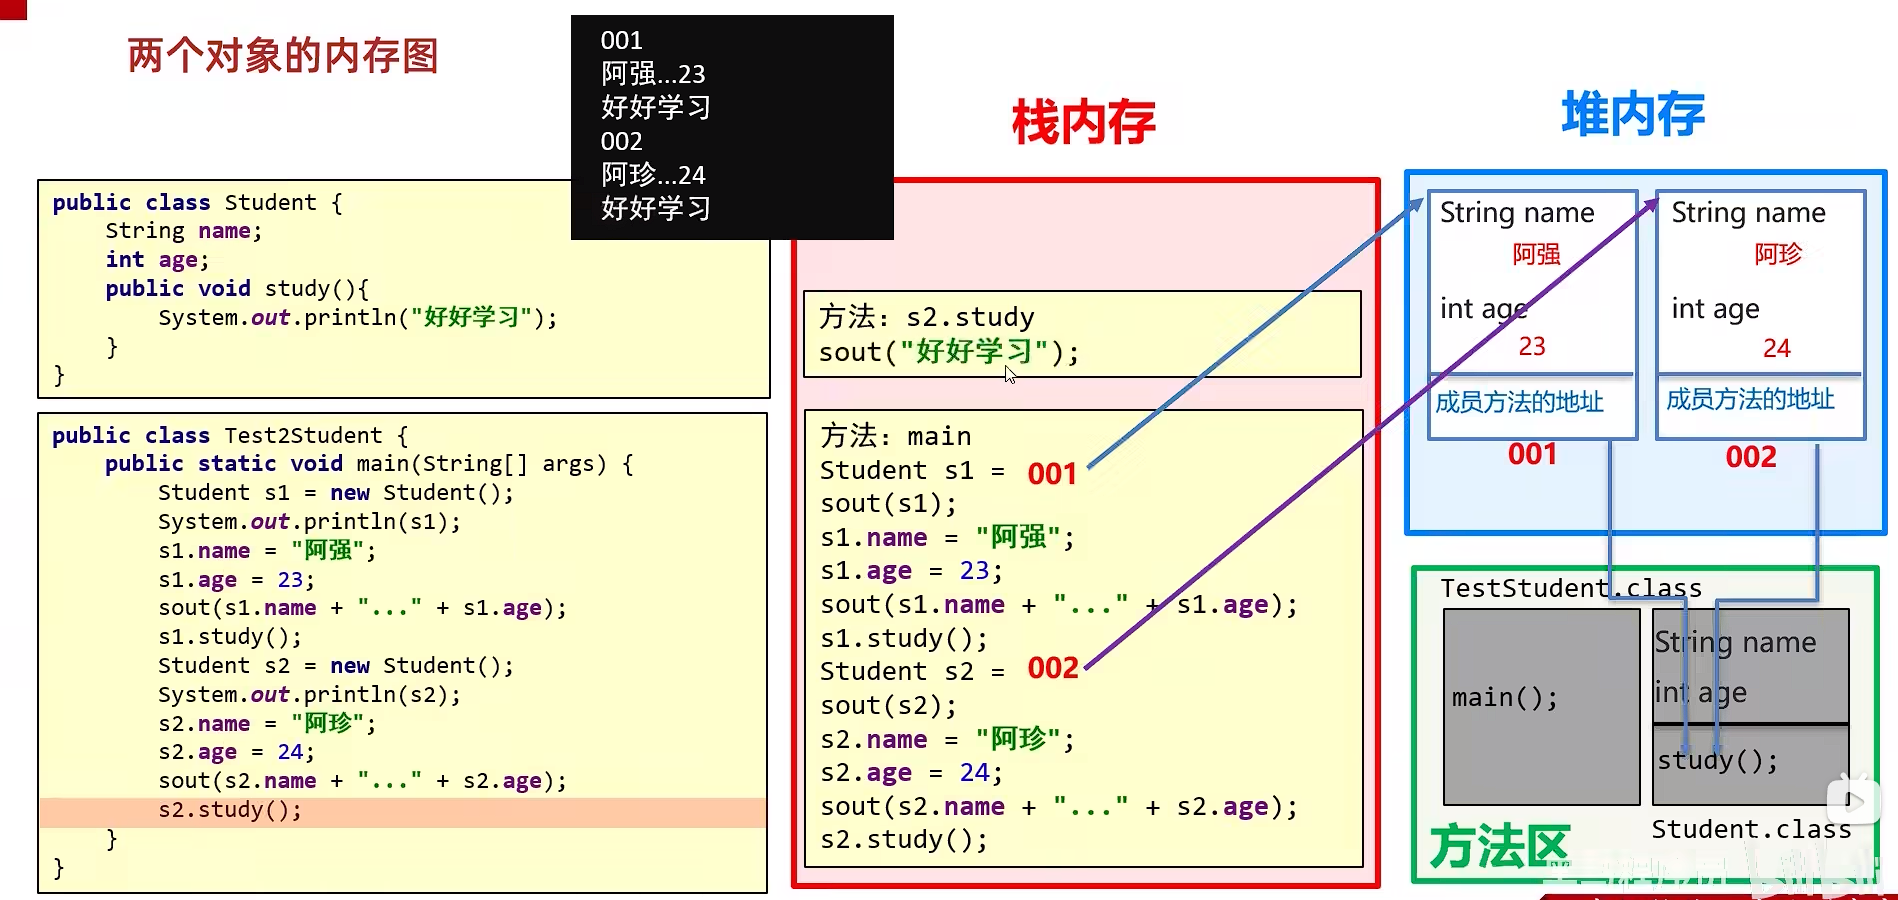 两个对象的内存图
001
阿强...23
好好学习
002
阿珍...24
好好学习
public class Student {
String name;
int age;
public void study(){
System.out.println("好好学习");
}
}
public class Test2Student {
public static void main(String[] args) {
Student s1 = new Student();
System.out.println(s1);
s1.name = "阿强";
s1.age = 23;
sout(s1.name + "..." + s1.age);
s1.study();
Student s2 = new Student();
System.out.println(s2);
s2.name = "阿珍";
s2.age = 24;
sout(s2.name + "..." + s2.age);
s2.study();
}
}
栈内存
方法: s2.study
sout("好好学习");
方法: main
Student s1 = 001
sout(s1);
s1.name = "阿强";
s1.age = 23;
sout(s1.name + "..." + s1.age);
s1.study();
Student s2 = 002
sout(s2);
s2.name = "阿珍";
s2.age = 24;
sout(s2.name + "..." + s2.age);
s2.study();
堆内存
String name
阿强
int age
23
成员方法的地址
001
String name
阿珍
int age
24
成员方法的地址
002
TestStudent.class
main();
String name
int age
study();
Student.class
方法区